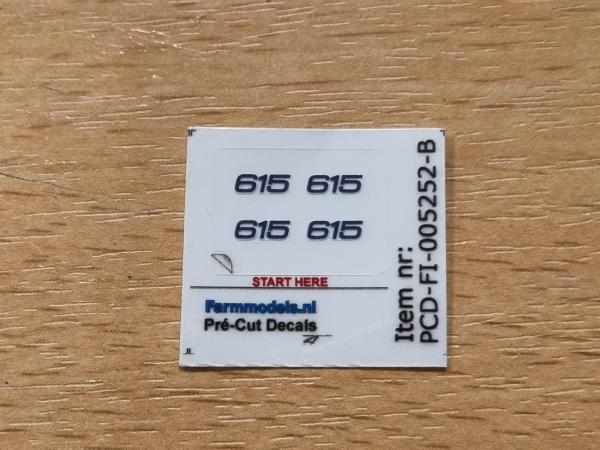 615 615
615 615
START HERE
Farmmodels.nl
Pré-Cut Decals
Item nr:
PCD-FI-005252-B